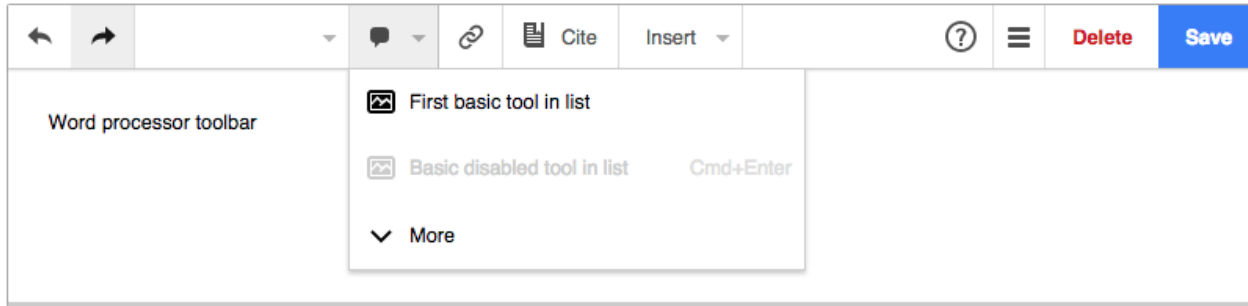 Cite
Insert
Delete
Save
Word processor toolbar
First basic tool in list
Basic disabled tool in list Cmd+Enter
More